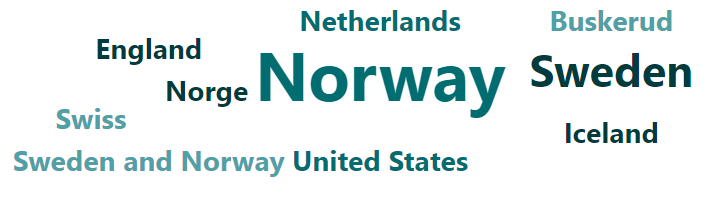 Netherlands
Buskerud
England
Norway
Sweden
Norge
Swiss
Iceland
Sweden and Norway
United States